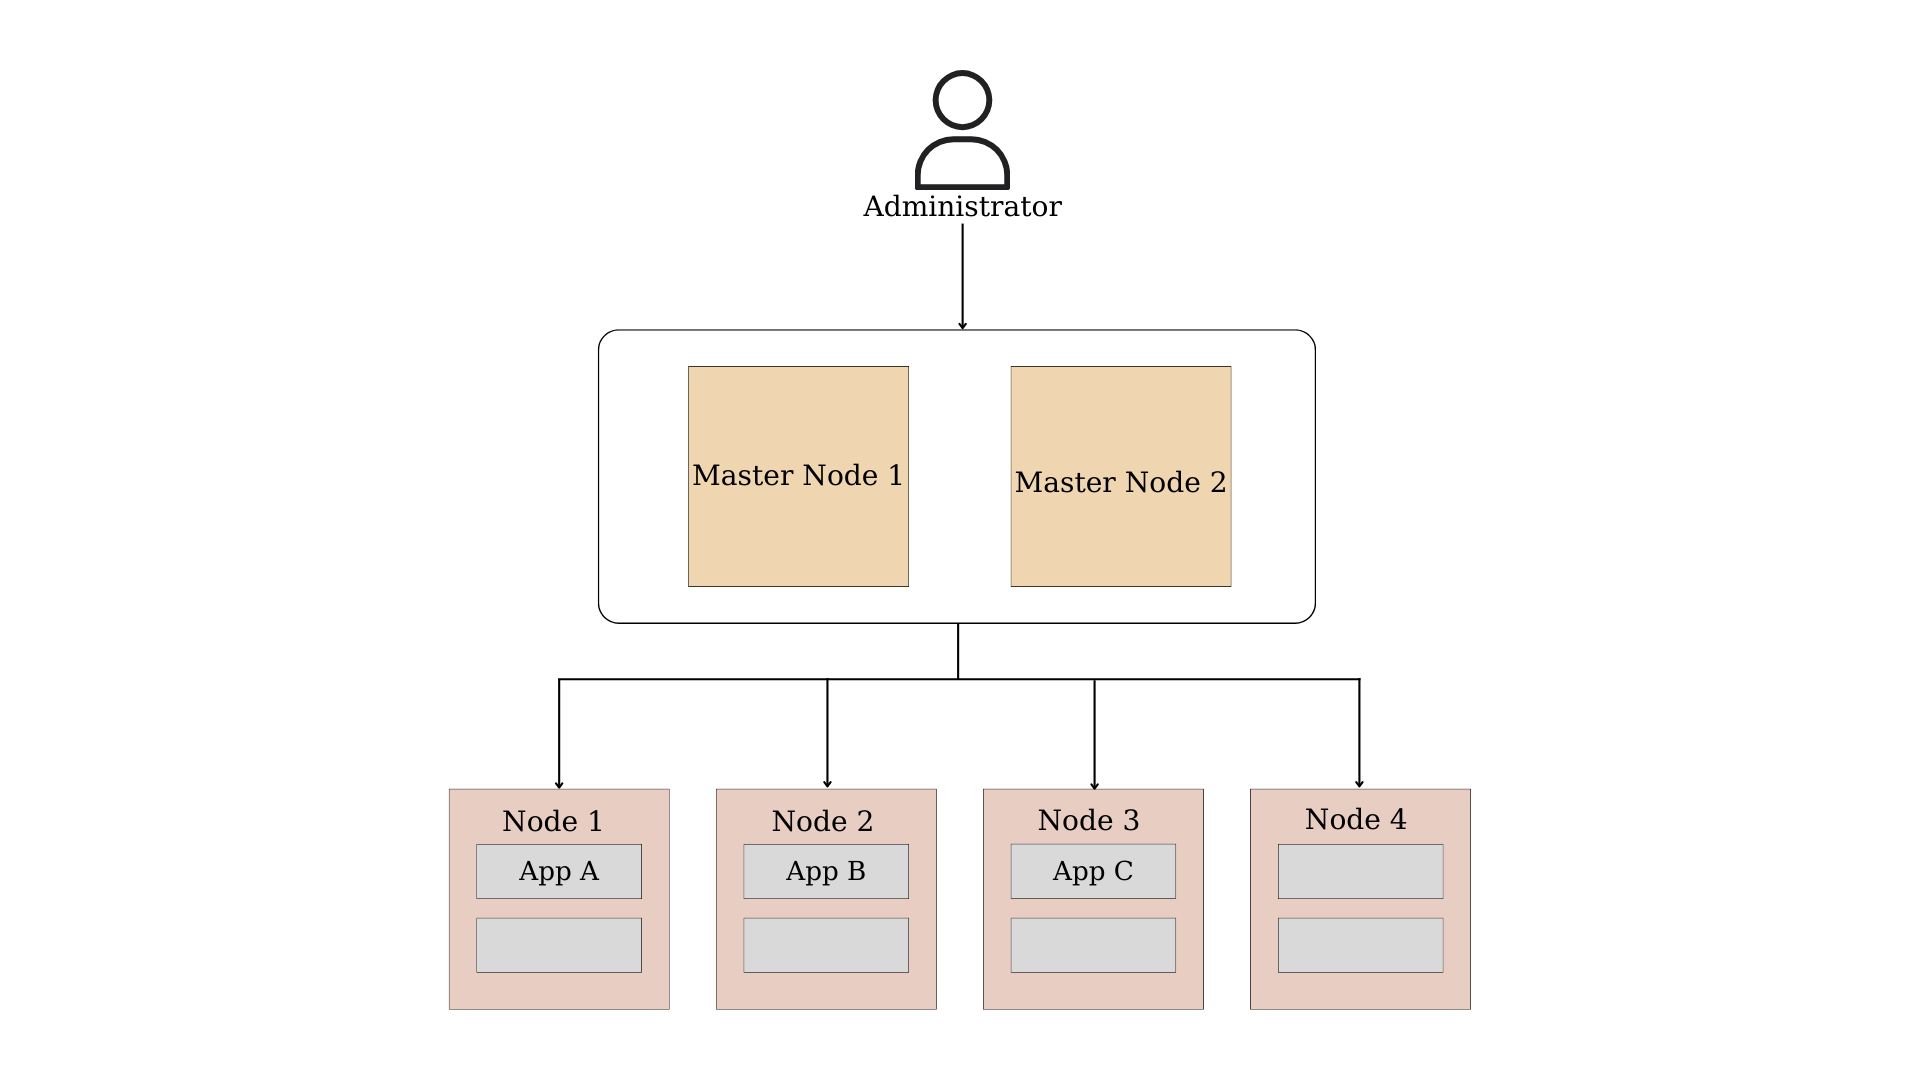 Administrator
Master Node 1
Master Node 2
Node 1
App A
Node 2
App B
Node 3
App C
Node 4